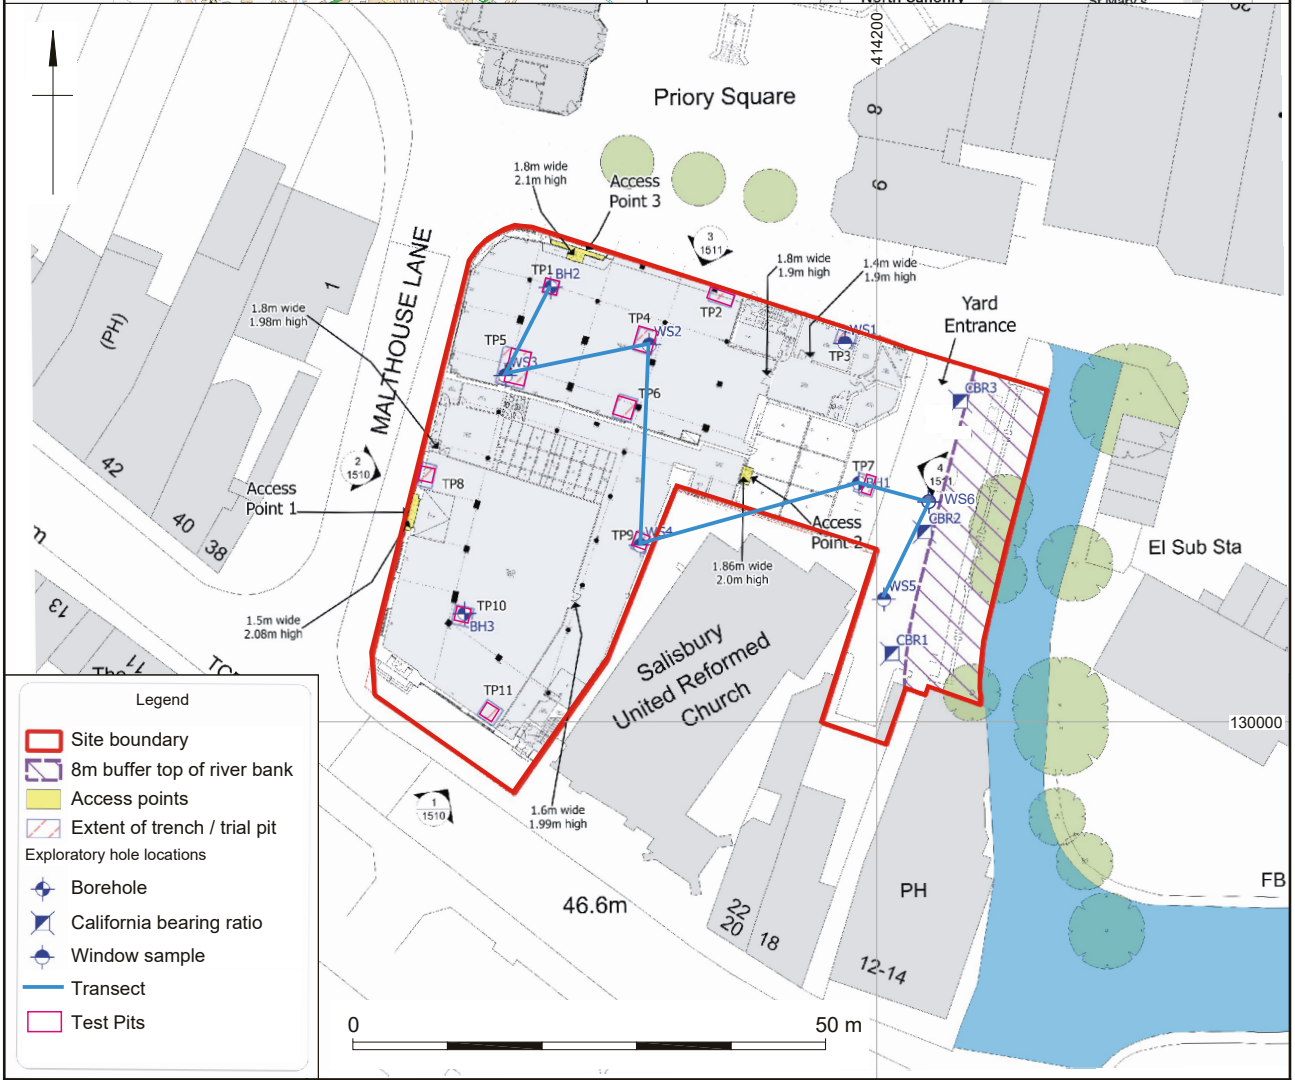 414200
Priory Square
8
9
1.8m wide
2.1m high
Access
Point 3
3
1511
1.8m wide
1.9m high
1.4m wide
1.9m high
MALTHOUSE LANE
1
(PH)
1.8m wide
1.98m high
TP1
BH2
TP2
TP4
WS2
WS1
TP3
Yard
Entrance
TP5
WS3
TP6
CBR3
2
1510
TP8
TP7
BH1
4
WS6
CBR2
Access
Point 1
Access
Point 2
TP9
WS4
1.86m wide
2.0m high
El Sub Sta
42
40
38
m
13
11
1.5m wide
2.08m high
TP10
BH3
WS5
CBR1
Salisbury
United Reformed
Church
TP11
130000
1
1510
1.6m wide
1.99m high
46.6m
22
20
18
PH
12-14
FB
Legend
Site boundary
8m buffer top of river bank
Access points
Extent of trench / trial pit
Exploratory hole locations
Borehole
California bearing ratio
Window sample
Transect
Test Pits
0
50 m